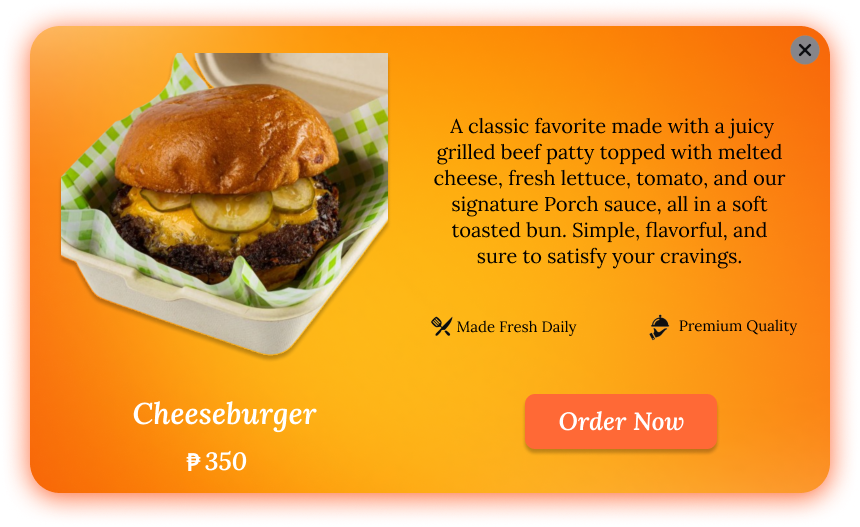 A classic favorite made with a juicy
grilled beef patty topped with melted
cheese, fresh lettuce, tomato, and our
signature Porch sauce, all in a soft
toasted bun. Simple, flavorful, and
sure to satisfy your cravings.
Made Fresh Daily
Premium Quality
Cheeseburger
₱ 350
Order Now